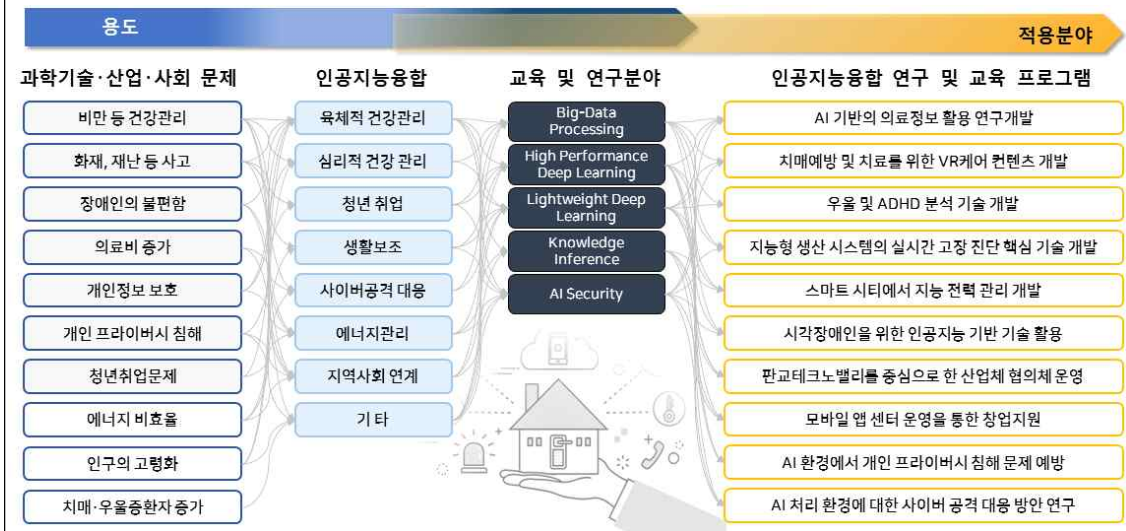 용도
적용분야
과학기술·산업·사회 문제
비만 등 건강관리
화재, 재난 등 사고
장애인의 불편함
의료비 증가
개인정보 보호
개인 프라이버시 침해
청년취업문제
에너지 비효율
인구의 고령화
치매·우울증환자 증가
인공지능융합
육체적 건강관리
심리적 건강 관리
청년 취업
생활보조
사이버공격 대응
에너지관리
지역사회 연계
기 타
교육 및 연구분야
Big-Data
Processing
High Performance
Deep Learning
Lightweight Deep
Learning
Knowledge
Inference
AI Security
인공지능융합 연구 및 교육 프로그램
AI 기반의 의료정보 활용 연구개발
치매예방 및 치료를 위한 VR케어 컨텐츠 개발
우울 및 ADHD 분석 기술 개발
지능형 생산 시스템의 실시간 고장 진단 핵심 기술 개발
스마트 시티에서 지능 전력 관리 개발
시각장애인을 위한 인공지능 기반 기술 활용
판교테크노밸리를 중심으로 한 산업체 협의체 운영
모바일 앱 센터 운영을 통한 창업지원
AI 환경에서 개인 프라이버시 침해 문제 예방
AI 처리 환경에 대한 사이버 공격 대응 방안 연구